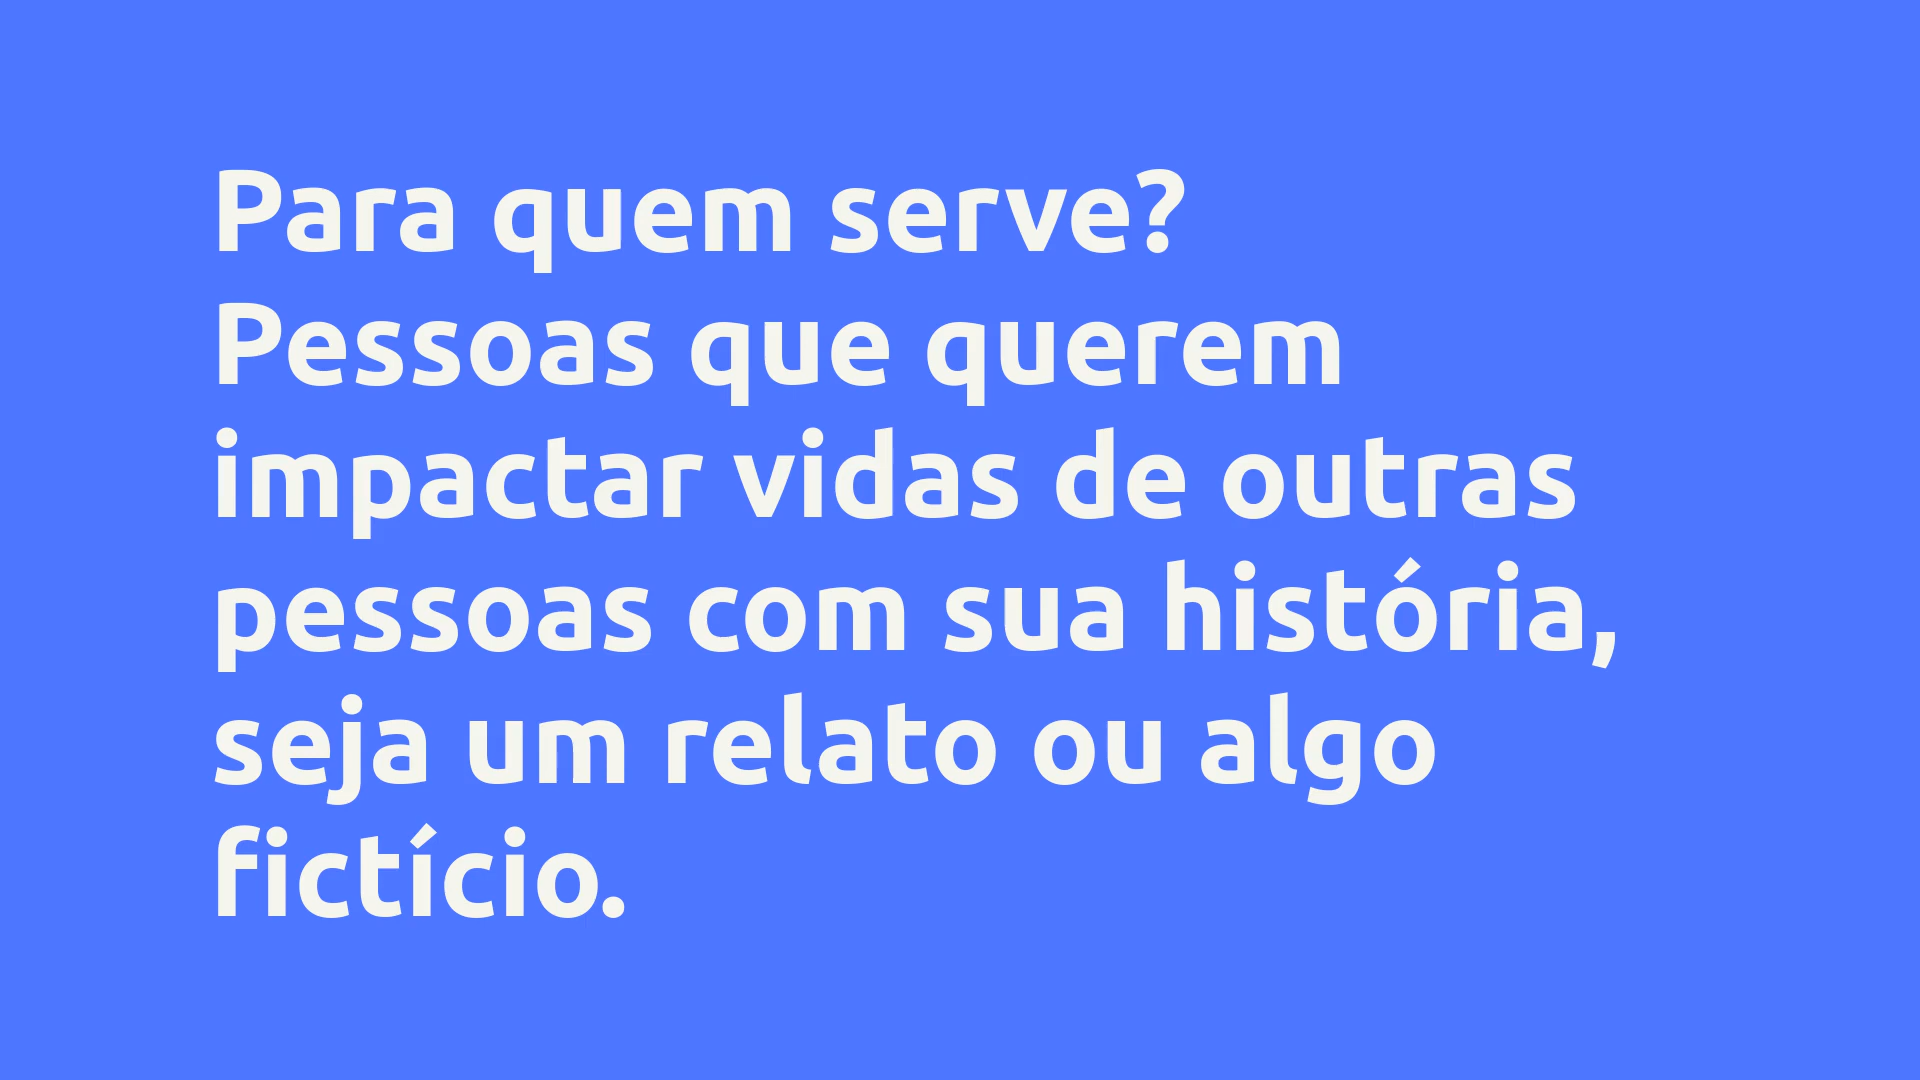 Para quem serve?
Pessoas que querem
impactar vidas de outras
pessoas com sua história,
seja um relato ou algo
fictício.